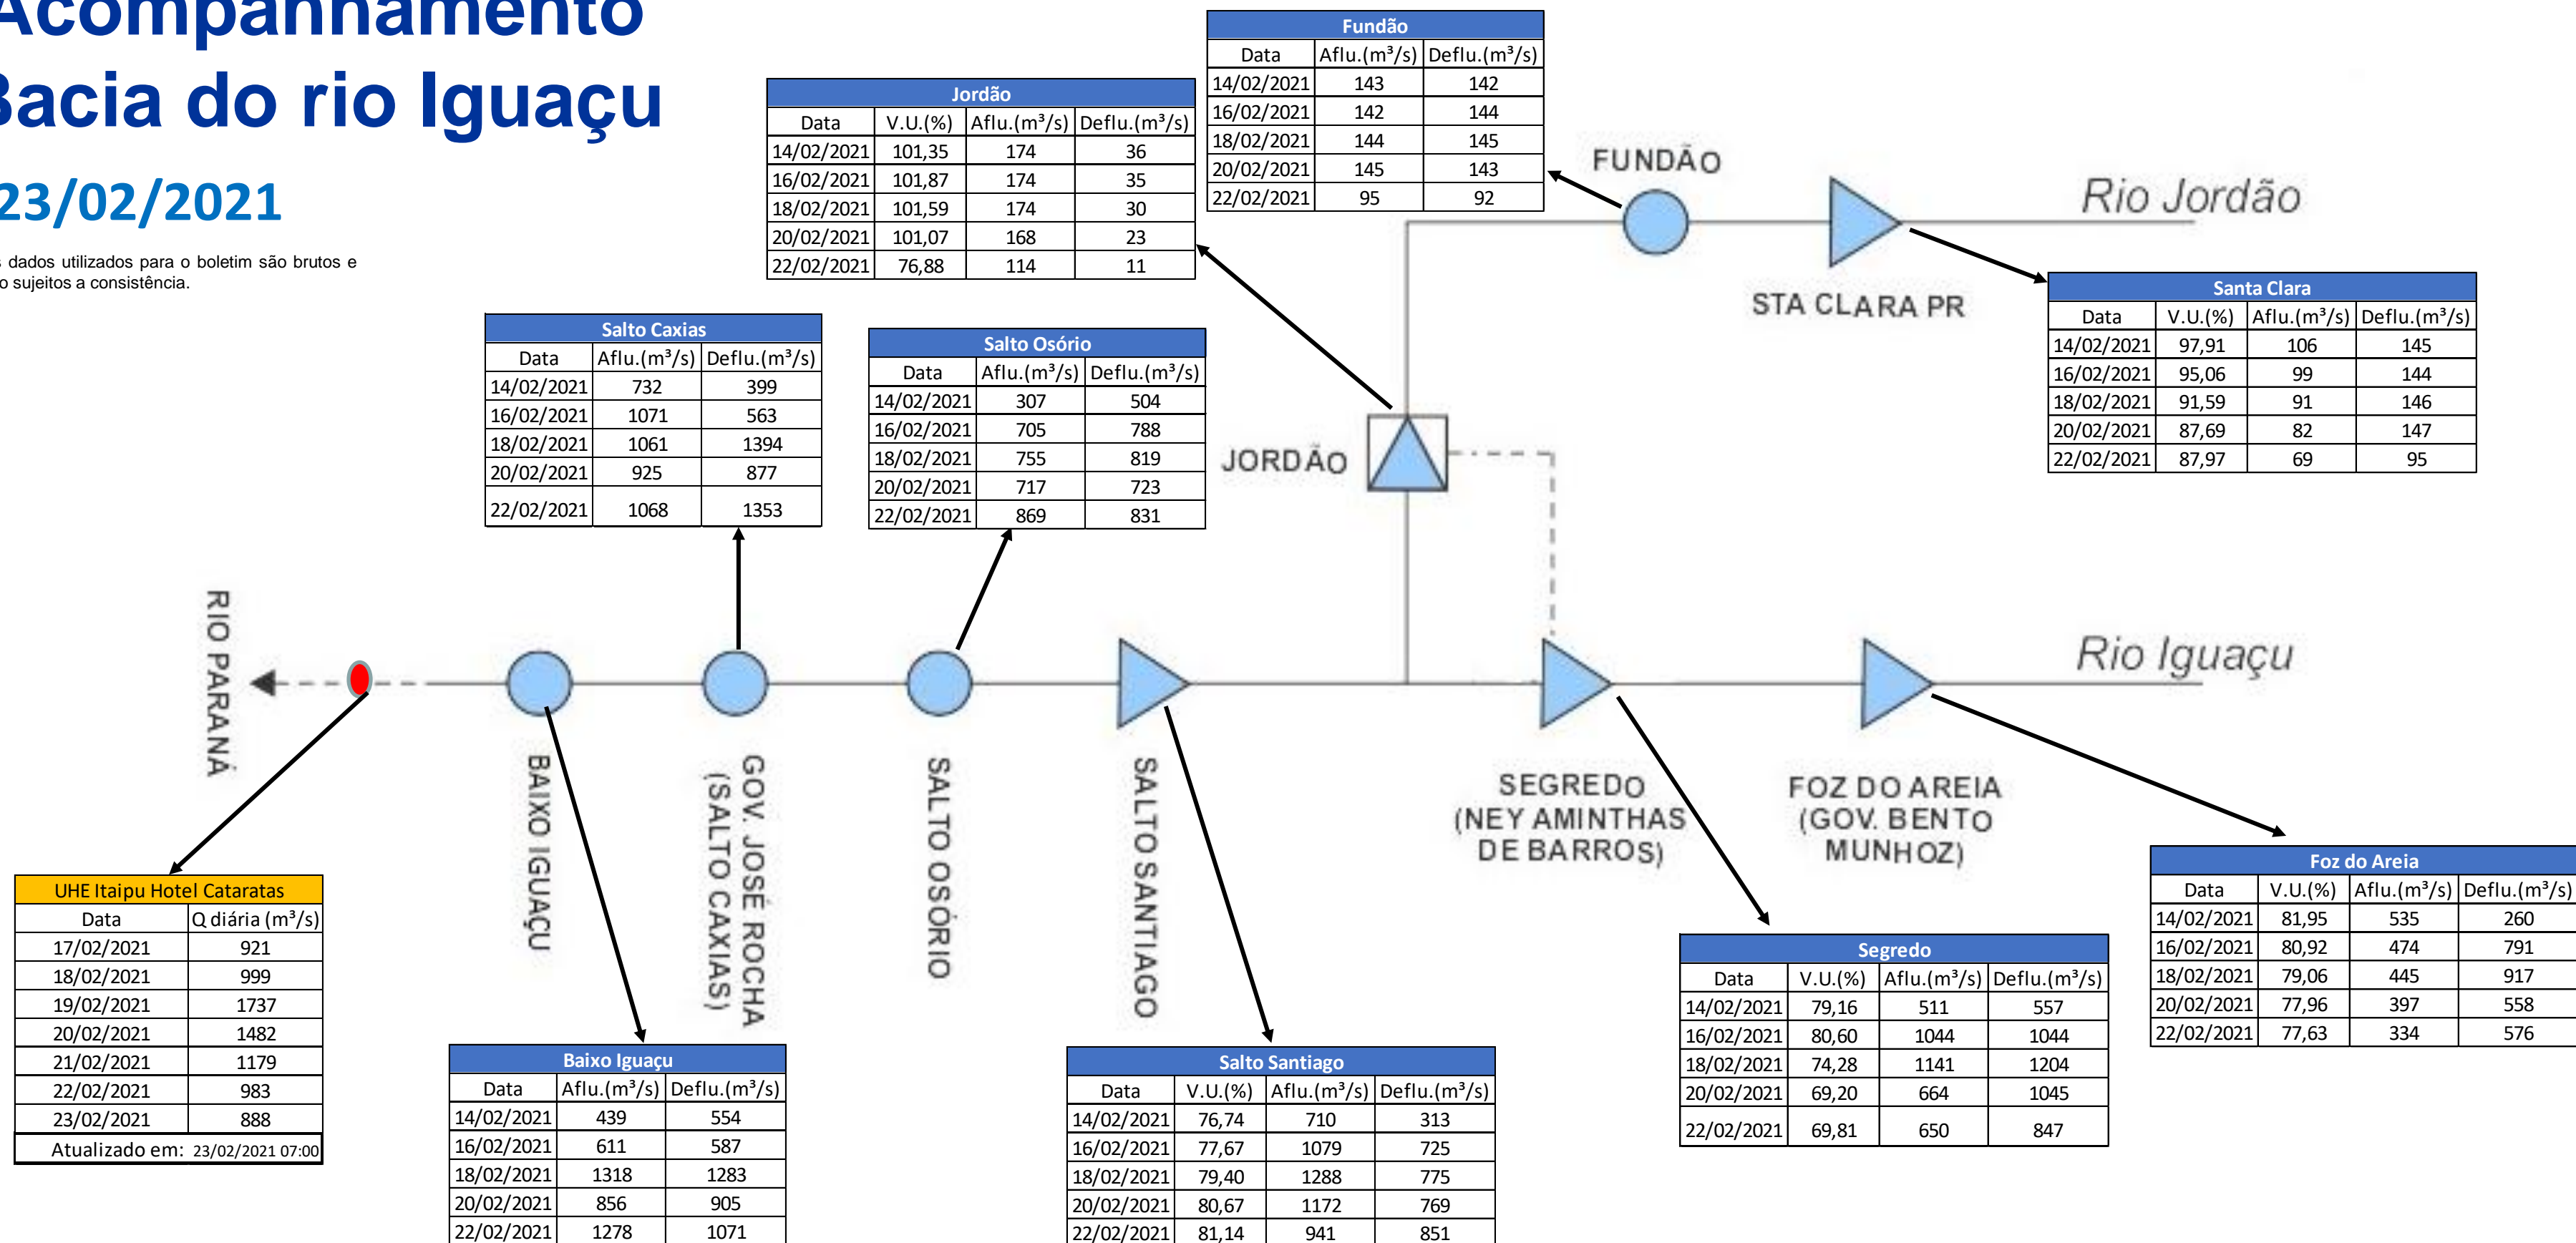 Acompanhamento
Bacia do rio Iguaçu
23/02/2021
s dados utilizados para o boletim são brutos e
o sujeitos a consistência.
Fundão
Data Aflu.(m³/s) Deflu.(m³/s)
14/02/2021 143 142
16/02/2021 142 144
18/02/2021 144 145
20/02/2021 145 143
22/02/2021 95 92
Jordão
Data V.U.(%) Aflu.(m³/s) Deflu.(m³/s)
14/02/2021 101,35 174 36
16/02/2021 101,87 174 35
18/02/2021 101,59 174 30
20/02/2021 101,07 168 23
22/02/2021 76,88 114 11
FUNDÃO
Rio Jordão
STA CLARA PR
Santa Clara
Data V.U.(%) Aflu.(m³/s) Deflu.(m³/s)
14/02/2021 97,91 106 145
16/02/2021 95,06 99 144
18/02/2021 91,59 91 146
20/02/2021 87,69 82 147
22/02/2021 87,97 69 95
Salto Caxias
Data Aflu.(m³/s) Deflu.(m³/s)
14/02/2021 732 399
16/02/2021 1071 563
18/02/2021 1061 1394
20/02/2021 925 877
22/02/2021 1068 1353
Salto Osório
Data Aflu.(m³/s) Deflu.(m³/s)
14/02/2021 307 504
16/02/2021 705 788
18/02/2021 755 819
20/02/2021 717 723
22/02/2021 869 831
JORDÃO
RIO PARANÁ
Rio Iguaçu
BAIXO IGUAÇU
GOV. JOSÉ ROCHA
(SALTO CAXIAS)
SALTO OSÓRIO
SALTO SANTIAGO
SEGREDO
(NEY AMINTHAS
DE BARROS)
FOZ DO AREIA
(GOV. BENTO
MUNHOZ)
UHE Itaipu Hotel Cataratas
Data Q diária (m³/s)
17/02/2021 921
18/02/2021 999
19/02/2021 1737
20/02/2021 1482
21/02/2021 1179
22/02/2021 983
23/02/2021 888
Atualizado em: 23/02/2021 07:00
Baixo Iguaçu
Data Aflu.(m³/s) Deflu.(m³/s)
14/02/2021 439 554
16/02/2021 611 587
18/02/2021 1318 1283
20/02/2021 856 905
22/02/2021 1278 1071
Salto Santiago
Data V.U.(%) Aflu.(m³/s) Deflu.(m³/s)
14/02/2021 76,74 710 313
16/02/2021 77,67 1079 725
18/02/2021 79,40 1288 775
20/02/2021 80,67 1172 769
22/02/2021 81,14 941 851
Segredo
Data V.U.(%) Aflu.(m³/s) Deflu.(m³/s)
14/02/2021 79,16 511 557
16/02/2021 80,60 1044 1044
18/02/2021 74,28 1141 1204
20/02/2021 69,20 664 1045
22/02/2021 69,81 650 847
Foz do Areia
Data V.U.(%) Aflu.(m³/s) Deflu.(m³/s)
14/02/2021 81,95 535 260
16/02/2021 80,92 474 791
18/02/2021 79,06 445 917
20/02/2021 77,96 397 558
22/02/2021 77,63 334 576